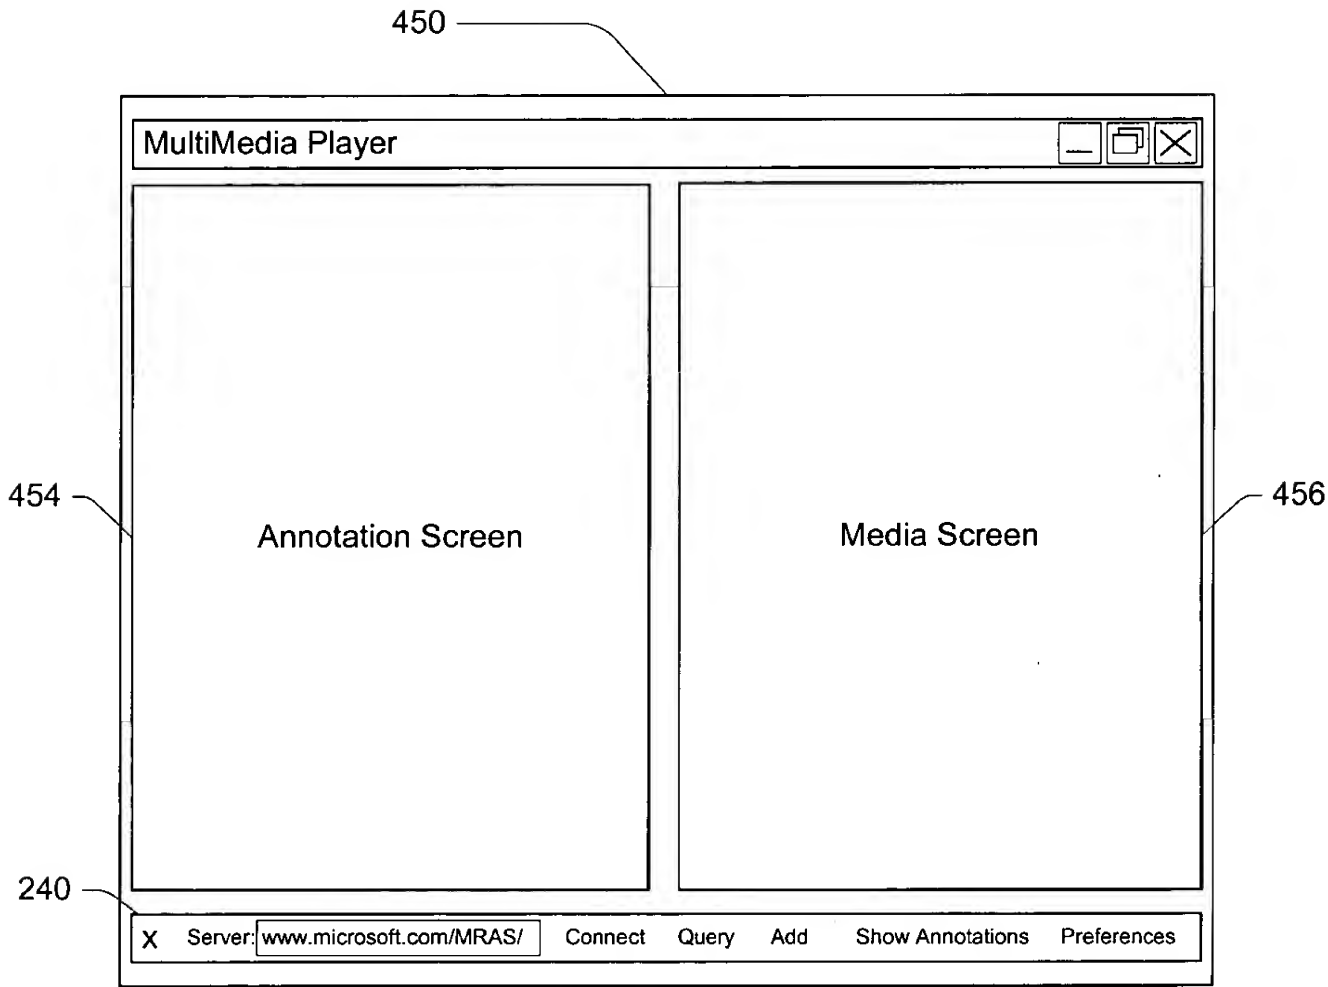 450
MultiMedia Player
454
Annotation Screen
Media Screen
456
240
X Server: www.microsoft.com/MRAS/ Connect Query Add Show Annotations Preferences